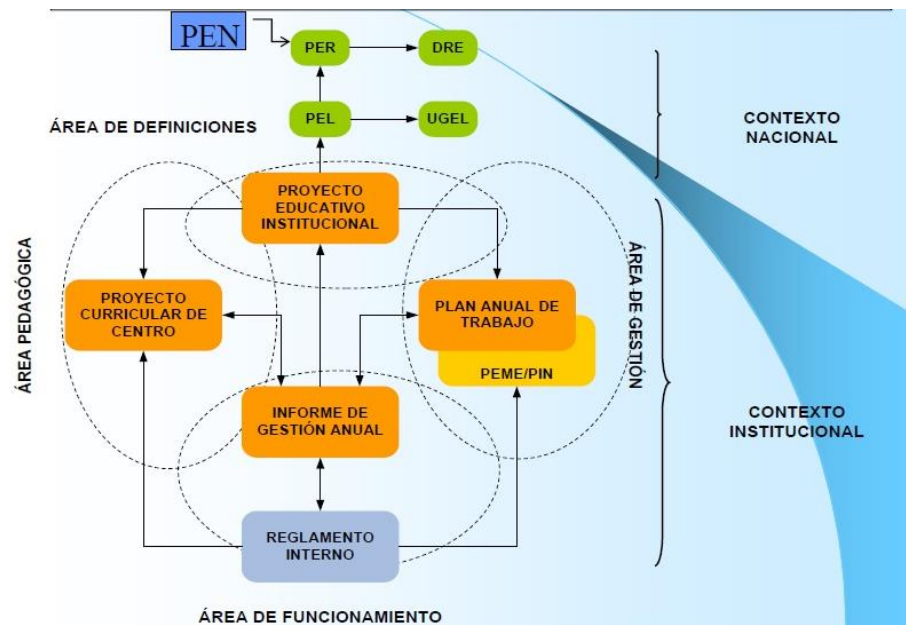 PEN
PER
DRE
PEL
UGEL
ÁREA DE DEFINICIONES
CONTEXTO
NACIONAL
PROYECTO
EDUCATIVO
INSTITUCIONAL
ÁREA PEDAGÓGICA
PROYECTO
CURRICULAR DE
CENTRO
PLAN ANUAL DE
TRABAJO
PEME/PIN
ÁREA DE GESTIÓN
INFORME DE
GESTIÓN ANUAL
CONTEXTO
INSTITUCIONAL
REGLAMENTO
INTERNO
ÁREA DE FUNCIONAMIENTO